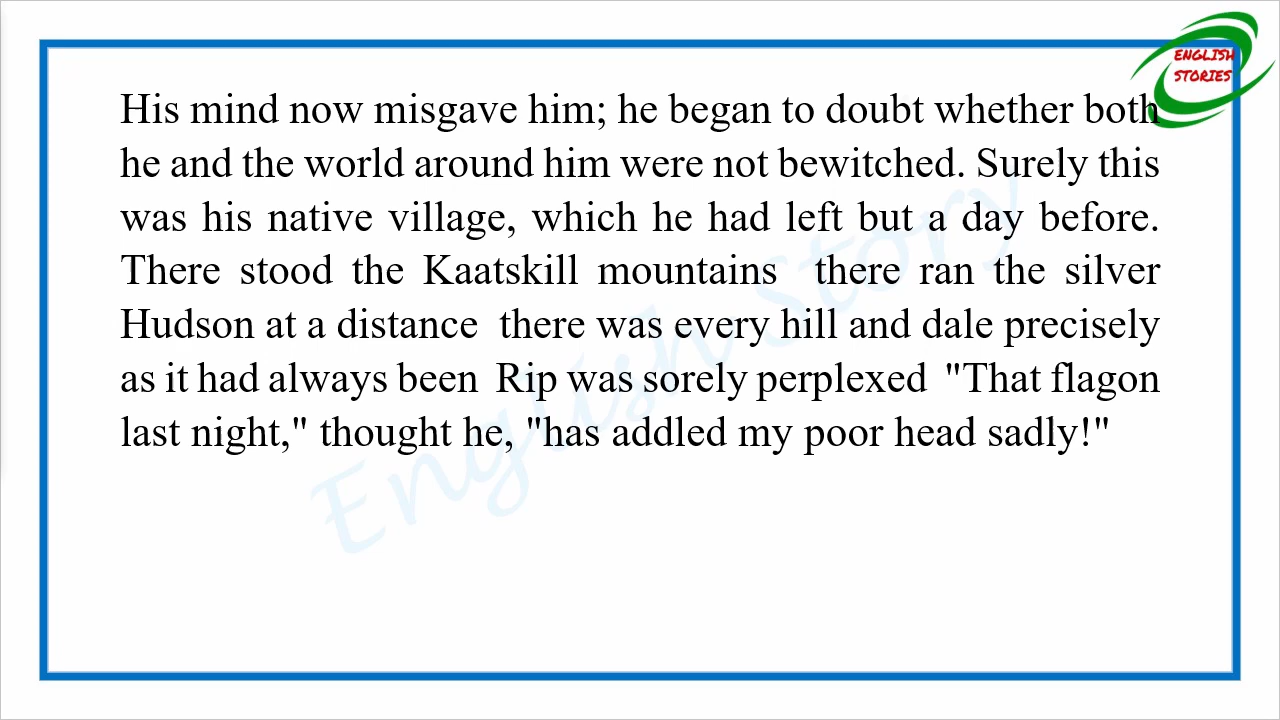 ENGLISH
STORIES
His mind now misgave him; he began to doubt whether both
he and the world around him were not bewitched. Surely this
was his native village, which he had left but a day before.
There stood the Kaatskill mountains  there ran the silver
Hudson at a distance  there was every hill and dale precisely
as it had always been  Rip was sorely perplexed  "That flagon
last night," thought he, "has addled my poor head sadly!"
English Story